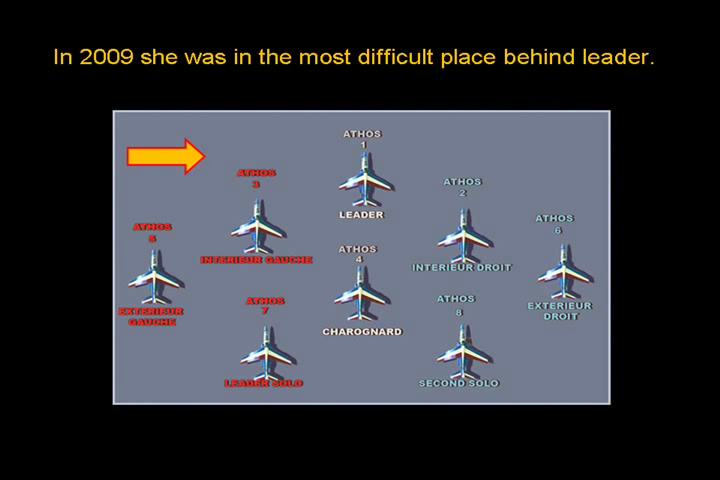 In 2009 she was in the most difficult place behind leader.
ATHOS
1
LEADER
ATHOS
3
INTERIEUR GAUCHE
ATHOS
2
INTERIEUR DROIT
ATHOS
5
EXTERIEUR
GAUCHE
ATHOS
4
CHAROGNARD
ATHOS
6
EXTERIEUR
DROIT
ATHOS
7
LEADER SOLO
ATHOS
8
SECOND SOLO